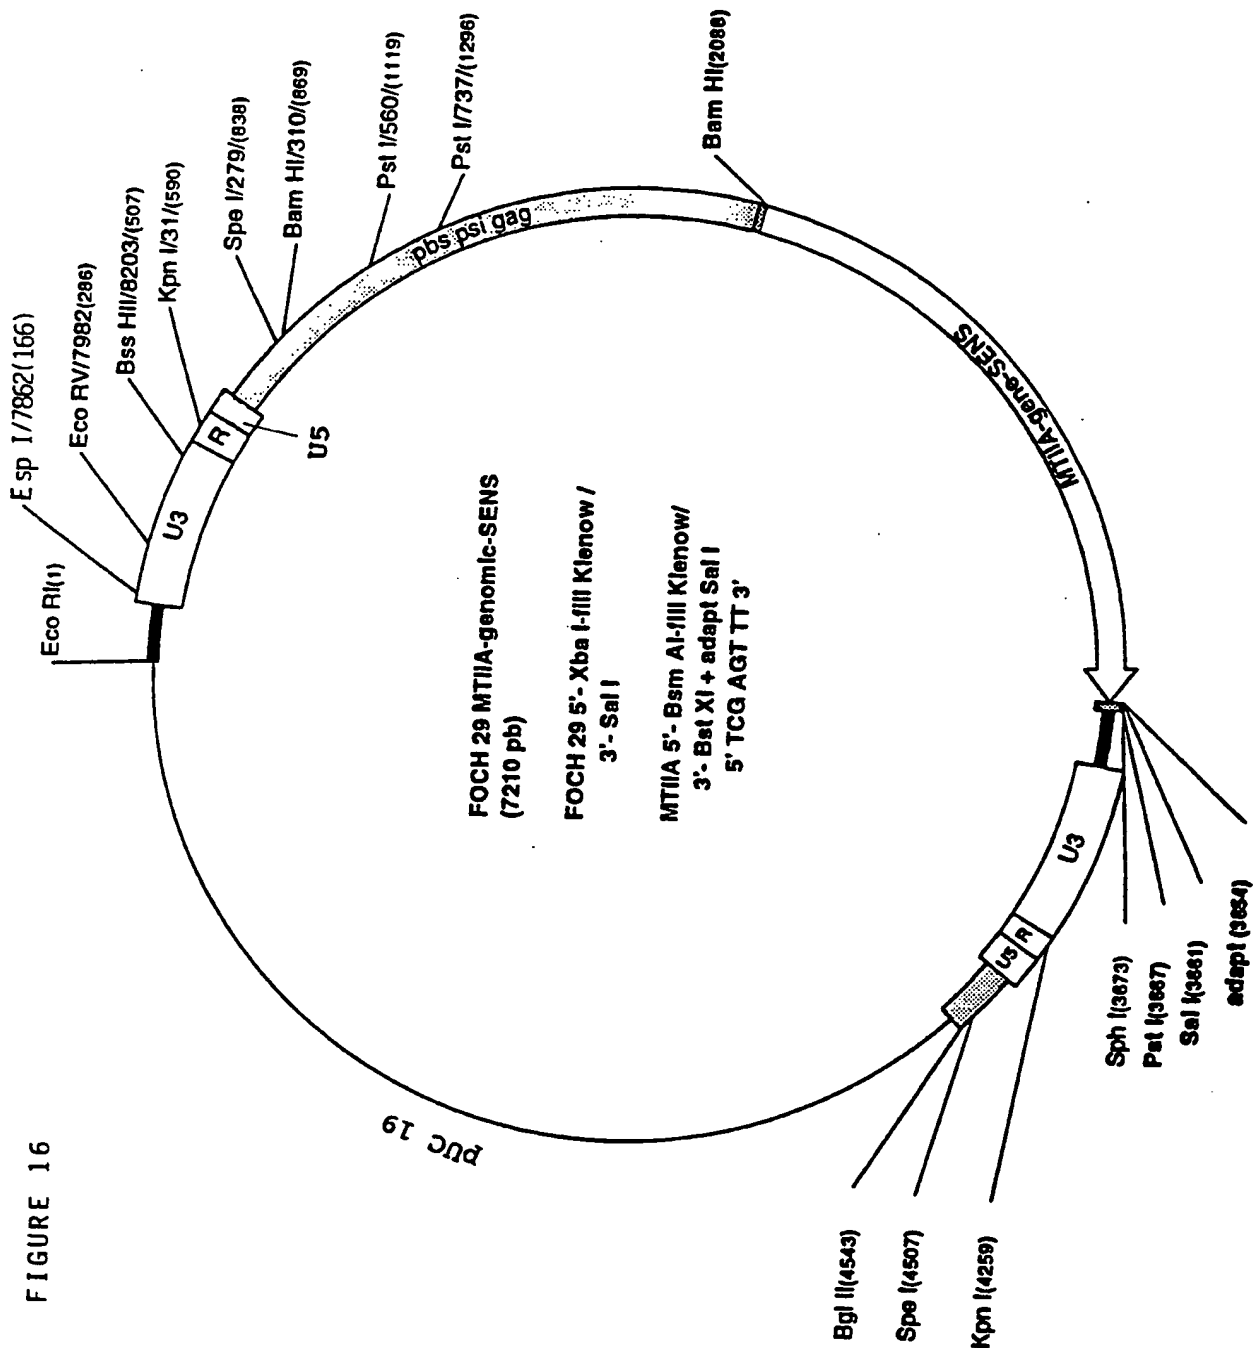 FIGURE 16
Eco RI(1)
Esp I/7862(166)
Eco RV/7982(286)
Bss HII/8203/(507)
Kpn I/31/(590)
Spe I/279/(838)
Bam HI/310/(869)
Pst I/560/(1119)
Pst I/737/(1296)
Bam HI(2088)
U3
R
U5
pbs psi gag
MTIIA-gene-SENS
FOCH 29 MTIIA-genomic-SENS
(7210 pb)
FOCH 29 5'- Xba I-fill Klenow /
3'- Sal I
MTIIA 5'- Bsm AI-fill Klenow/
3'- Bst XI + adapt Sal I
5' TCG AGT TT 3'
U3
R
U5
adapt (3654)
Sal I(3661)
Pst I(3667)
Sph I(3673)
Kpn I(4259)
Spe I(4507)
Bgl II(4543)
pUC 19